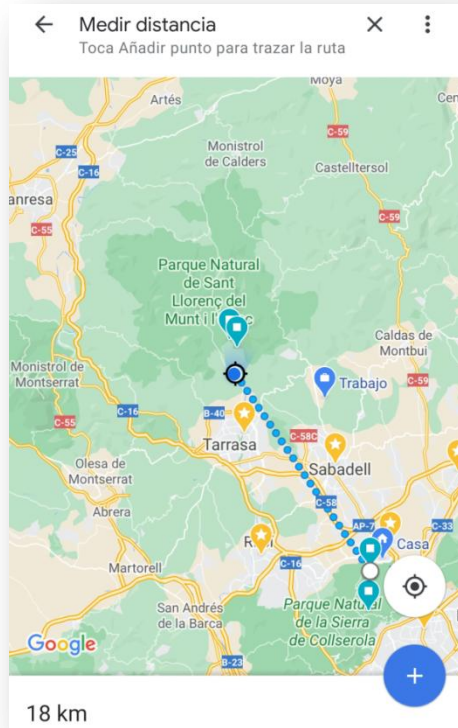 Medir distancia
Toca Añadir punto para trazar la ruta
Moya
Artés
C-59
Monistrol
de Calders
C-25
C-16
Castelltersol
C-55
C-59
Parque Natural
de Sant
Llorenç del
Munt i
Caldas de
Montbui
Monistrol de
Montserrat
Trabajo
C-59
C-16
B-40
C-55
Tarrasa
C-58C
Olesa de
Montserrat
Sabadell
C-58
Abrera
AP-7
C-33
Casa
C-16
Martorell
San Andrés
de la Barca
Parque
de la Sierra
de Collserola
Google
B-23
18 km